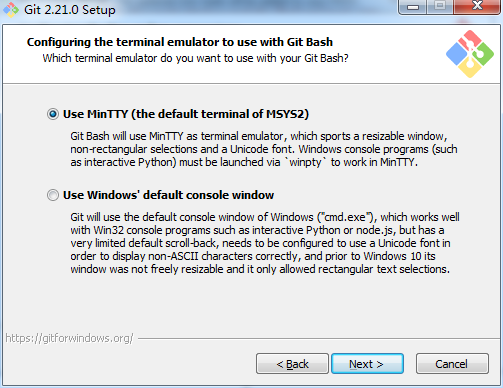 Git 2.21.0 Setup
Configuring the terminal emulator to use with Git Bash
Which terminal emulator do you want to use with your Git Bash?
Use MinTTY (the default terminal of MSYS2)
Git Bash will use MinTTY as terminal emulator, which sports a resizable window,
non-rectangular selections and a Unicode font. Windows console programs (such
as interactive Python) must be launched via `winpty` to work in MinTTY.
Use Windows' default console window
Git will use the default console window of Windows ("cmd.exe"), which works well
with Win32 console programs such as interactive Python or node.js, but has a
very limited default scroll-back, needs to be configured to use a Unicode font in
order to display non-ASCII characters correctly, and prior to Windows 10 its
window was not freely resizable and it only allowed rectangular text selections.
https://gitforwindows.org/
< Back
Next >
Cancel